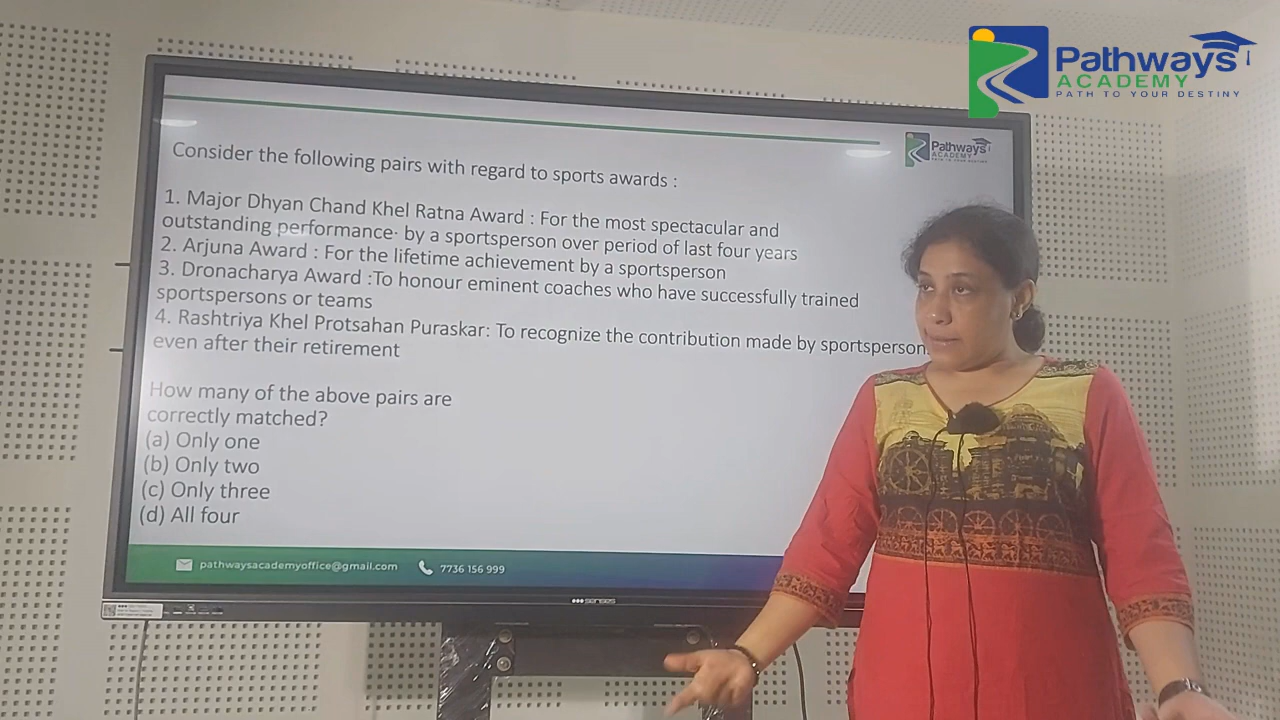 Pathways
ACADEMY
PATH TO YOUR DESTINY
Pathways
ACADEMY
Consider the following pairs with regard to sports awards :
1. Major Dhyan Chand Khel Ratna Award : For the most spectacular and
outstanding performance· by a sportsperson over period of last four years
2. Arjuna Award : For the lifetime achievement by a sportsperson
3. Dronacharya Award :To honour eminent coaches who have successfully trained
sportspersons or teams
4. Rashtriya Khel Protsahan Puraskar: To recognize the contribution made by sportsperson
even after their retirement
How many of the above pairs are
correctly matched?
(a) Only one
(b) Only two
(c) Only three
(d) All four
pathwaysacademyoffice@gmail.com 7736 156 999
senses